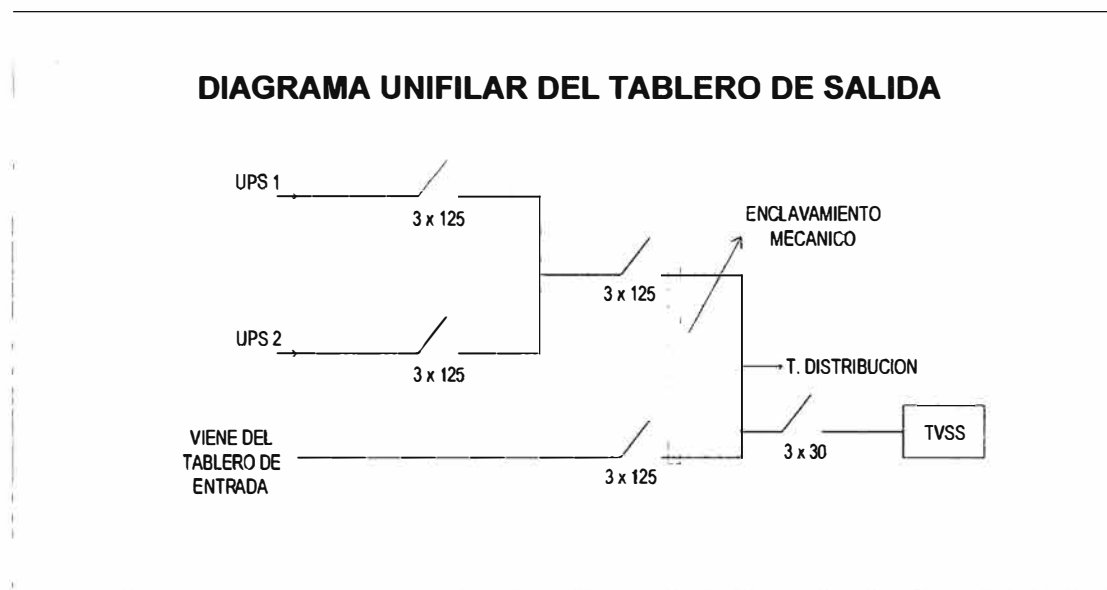 DIAGRAMA UNIFILAR DEL TABLERO DE SALIDA
UPS 1
3 x 125
ENCLAVAMIENTO
MECANICO
3 x 125
UPS 2
3 x 125
T. DISTRIBUCION
VIENE DEL
TABLERO DE
ENTRADA
3 x 125
3 x 30
TVSS